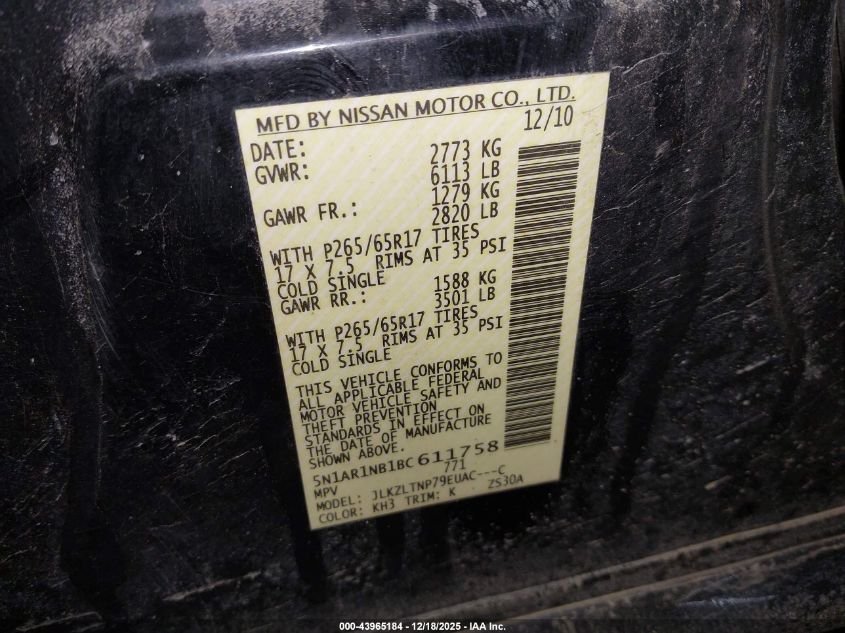 MFD BY NISSAN MOTOR CO., LTD.
DATE: 12/10
GVWR: 2773 KG
6113 LB
GAWR FR.: 1279 KG
2820 LB
WITH P265/65R17 TIRES
17 X 7.5 RIMS AT 35 PSI
COLD SINGLE
GAWR RR.: 1588 KG
3501 LB
WITH P265/65R17 TIRES
17 X 7.5 RIMS AT 35 PSI
COLD SINGLE
THIS VEHICLE CONFORMS TO
ALL APPLICABLE FEDERAL
MOTOR VEHICLE SAFETY AND
THEFT PREVENTION
STANDARDS IN EFFECT ON
THE DATE OF MANUFACTURE
SHOWN ABOVE.
5N1AR1NB1BC611758
MPV 771
MODEL: JLKZLTNP79EUAC---C
COLOR: KH3 TRIM: K ZS30A
000-43965184 - 12/18/2025 - IAA Inc.